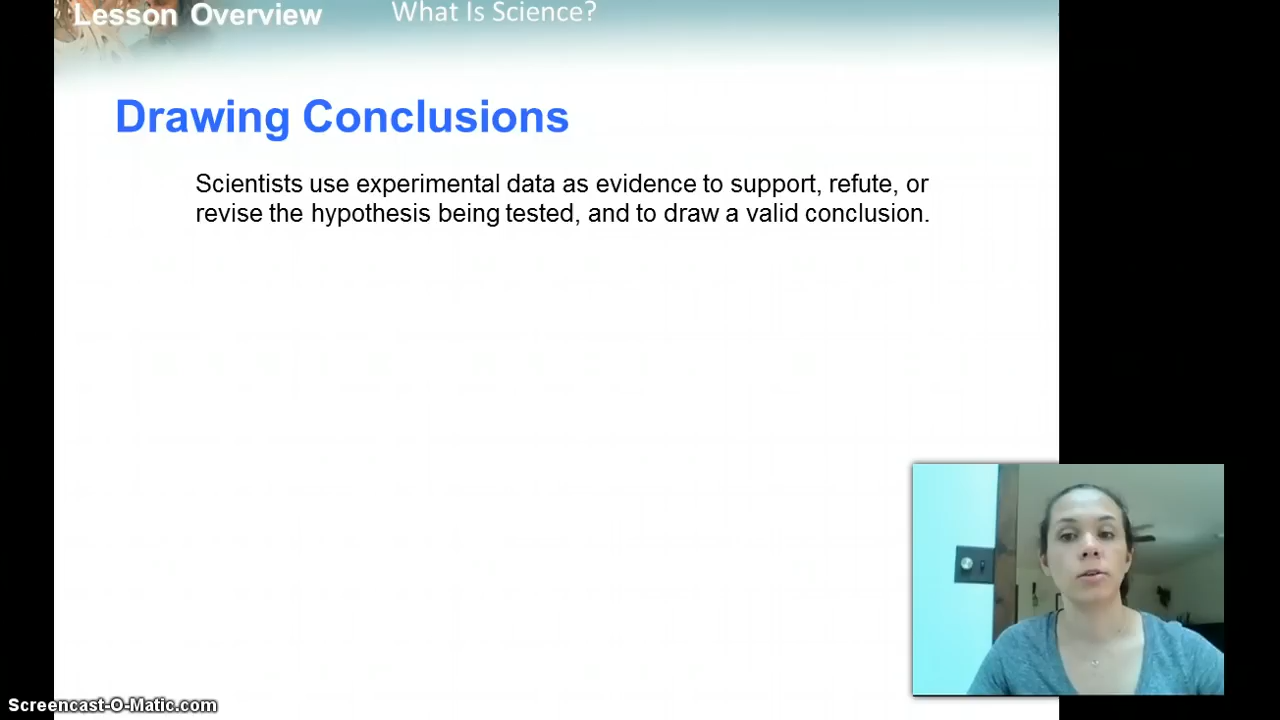 Lesson Overview
What Is Science?
Drawing Conclusions
Scientists use experimental data as evidence to support, refute, or
revise the hypothesis being tested, and to draw a valid conclusion.
Screencast-O-Matic.com